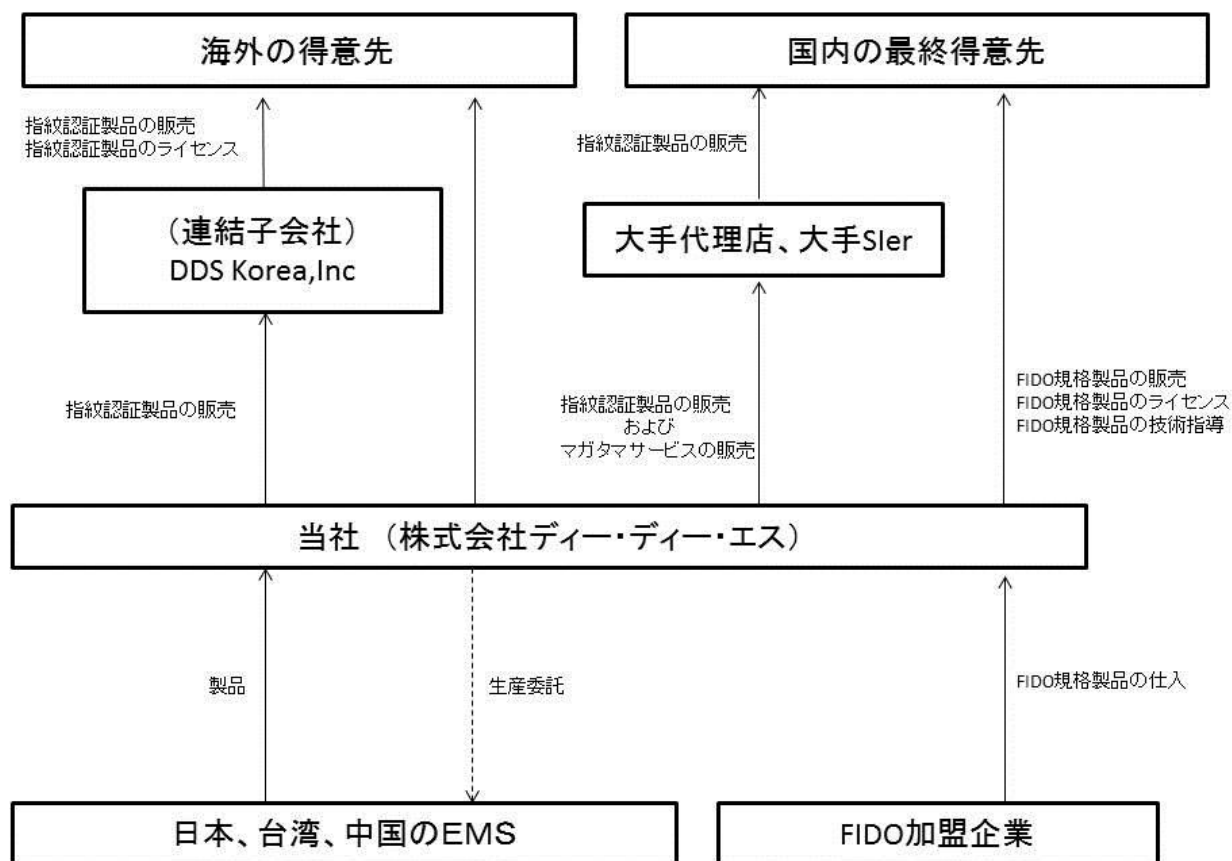 海外の得意先
国内の最終得意先
指紋認証製品の販売
指紋認証製品のライセンス
指紋認証製品の販売
（連結子会社）
DDS Korea,Inc
大手代理店、大手SIer
指紋認証製品の販売
指紋認証製品の販売
および
マガタマサービスの販売
FIDO規格製品の販売
FIDO規格製品のライセンス
FIDO規格製品の技術指導
当社 （株式会社ディー・ディー・エス）
製品
生産委託
FIDO規格製品の仕入
日本、台湾、中国のEMS
FIDO加盟企業